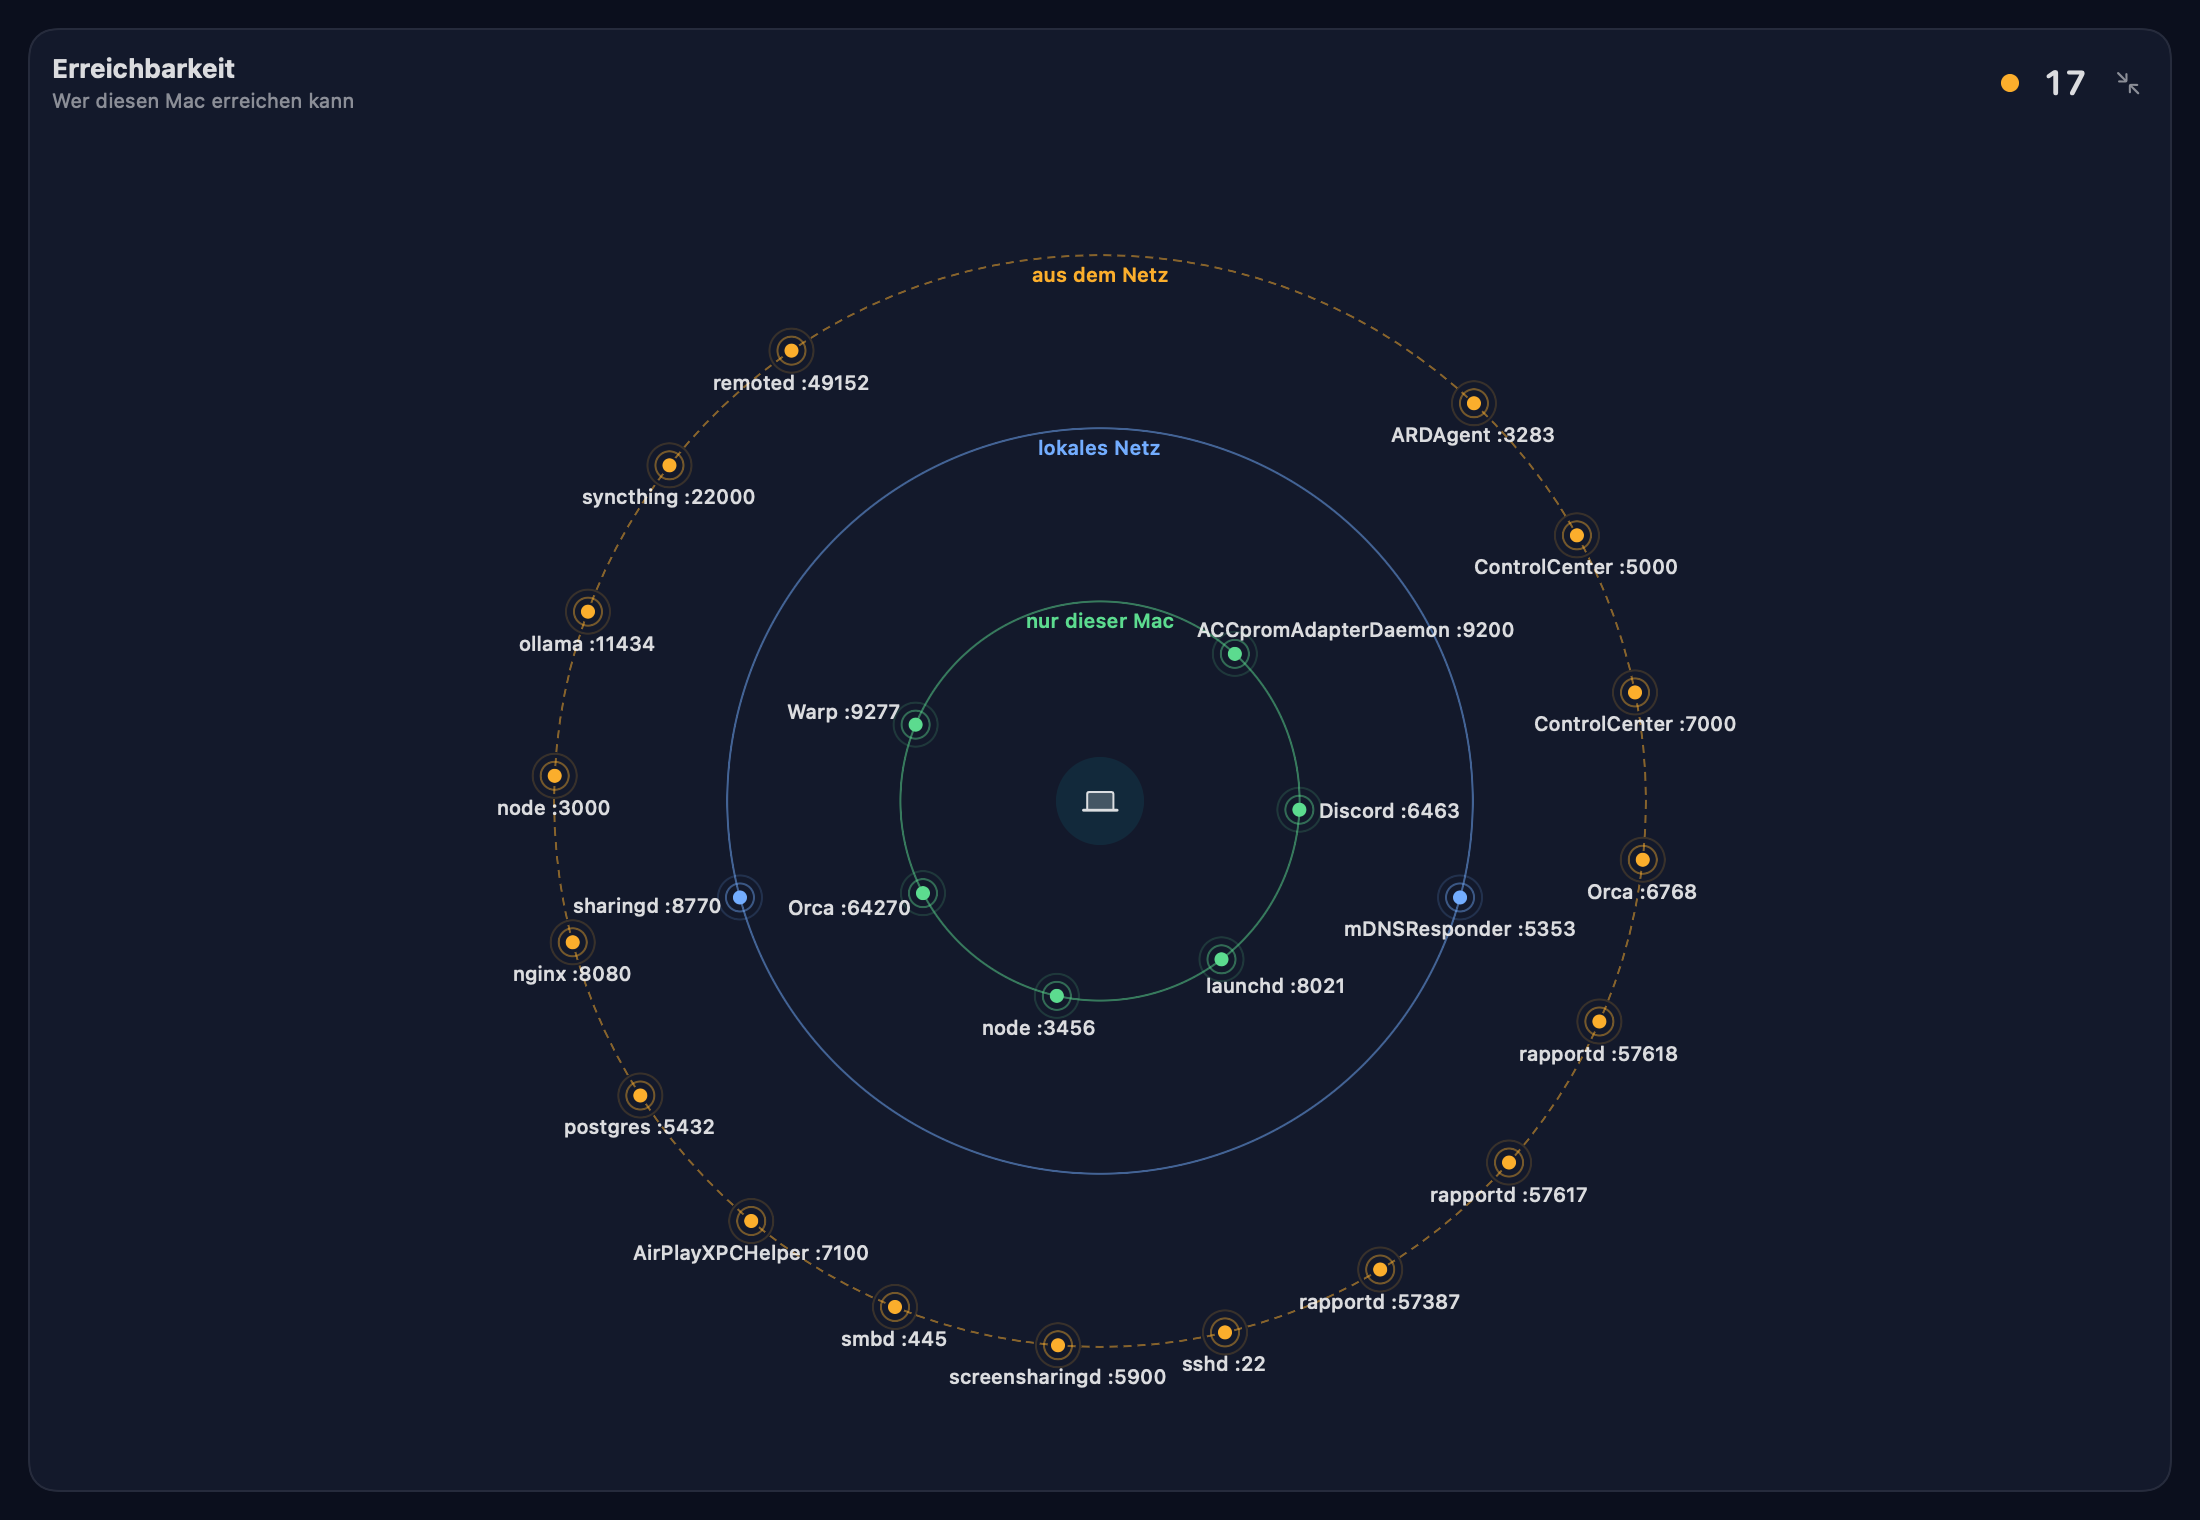 Erreichbarkeit
Wer diesen Mac erreichen kann
17
aus dem Netz
remoted :49152
ARDAgent :3283
lokales Netz
syncthing :22000
ControlCenter :5000
nur dieser Mac
ACCpromAdapterDaemon :9200
ollama :11434
Warp :9277
ControlCenter :7000
node :3000
Discord :6463
Orca :6768
sharingd :8770
Orca :64270
mDNSResponder :5353
nginx :8080
launchd :8021
node :3456
rapportd :57618
postgres :5432
rapportd :57617
AirPlayXPCHelper :7100
rapportd :57387
smbd :445
sshd :22
screensharingd :5900